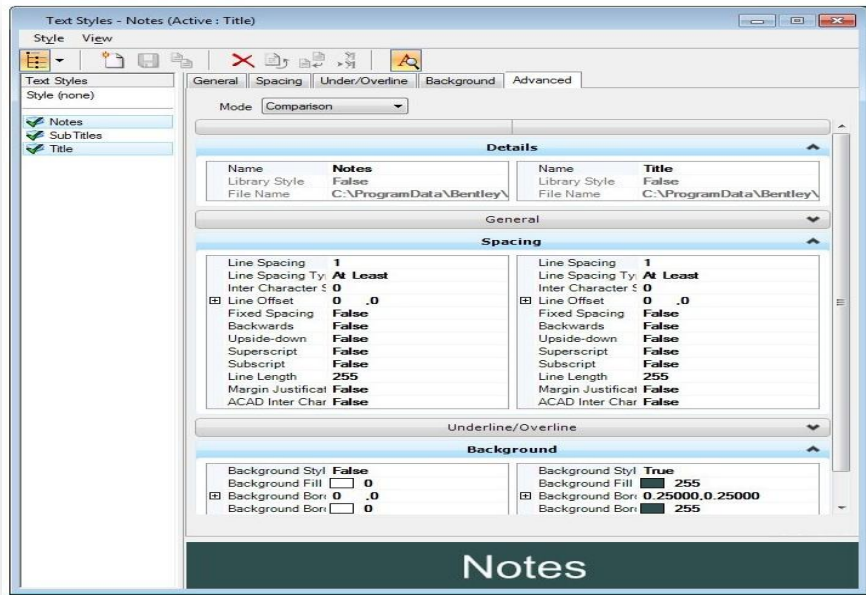 Text Styles - Notes (Active : Title)
Style View
Text Styles
Style (none)
Notes
SubTitles
Title
General Spacing Under/Overline Background Advanced
Mode Comparison
Details
Name Notes Name Title
Library Style False Library Style False
File Name C:\ProgramData\Bentley\ File Name C:\ProgramData\Bentley\
General
Spacing
Line Spacing 1 Line Spacing 1
Line Spacing Ty At Least Line Spacing Ty At Least
Inter Character S 0 Inter Character S 0
Line Offset 0 ,0 Line Offset 0 ,0
Fixed Spacing False Fixed Spacing False
Backwards False Backwards False
Upside-down False Upside-down False
Superscript False Superscript False
Subscript False Subscript False
Line Length 255 Line Length 255
Margin Justificat False Margin Justificat False
ACAD Inter Char False ACAD Inter Char False
Underline/Overline
Background
Background Styl False Background Styl True
Background Fill 0 Background Fill 255
Background Bor 0 ,0 Background Bor 0.25000,0.25000
Background Bor 0 Background Bor 255
Notes